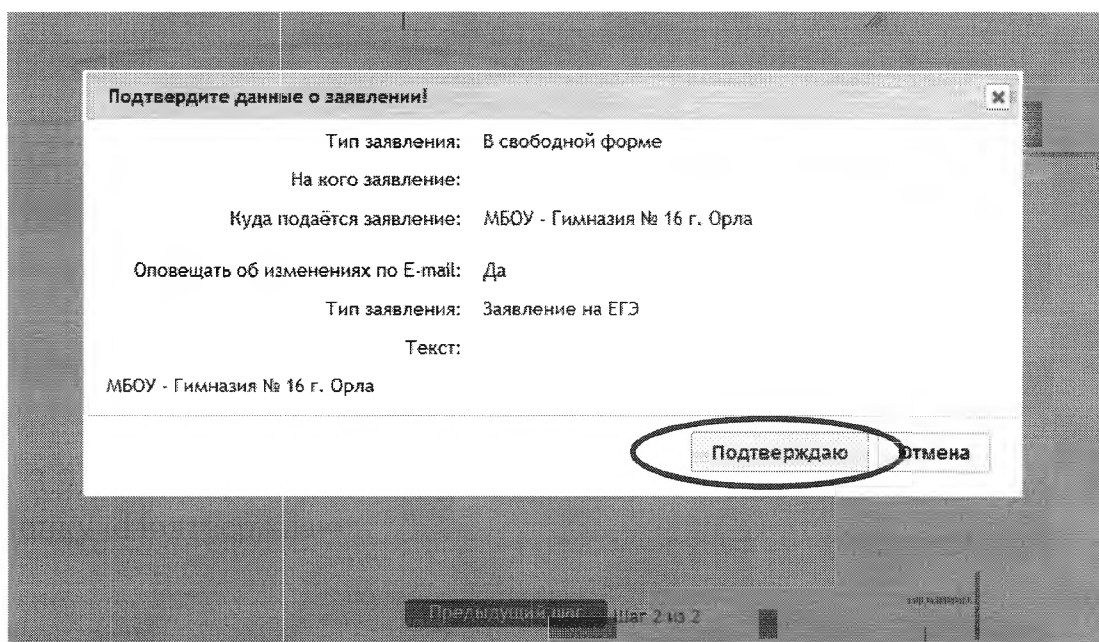 Подтвердите данные о заявлении!
Тип заявления: В свободной форме
На кого заявление:
Куда подаётся заявление: МБОУ - Гимназия № 16 г. Орла
Оповещать об изменениях по E-mail: Да
Тип заявления: Заявление на ЕГЭ
Текст:
МБОУ - Гимназия № 16 г. Орла
Подтверждаю Отмена
Предыдущий шаг Шаг 2 из 2